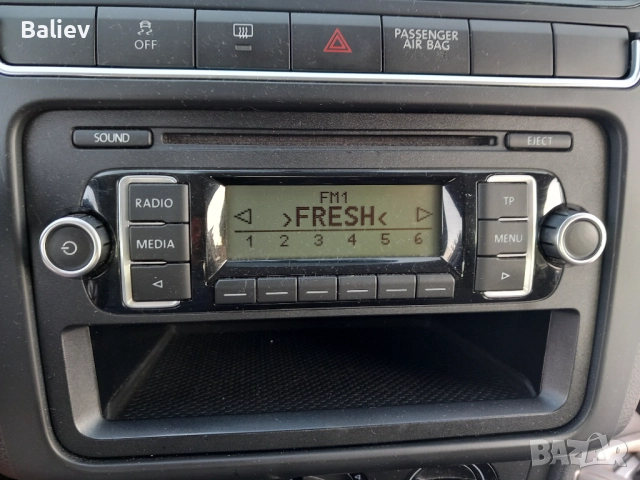 Baliev
OFF
PASSENGER
AIR BAG
SOUND
EJECT
RADIO
MEDIA
FM1
>FRESH<
1 2 3 4 5 6
TP
MENU
BAZAR